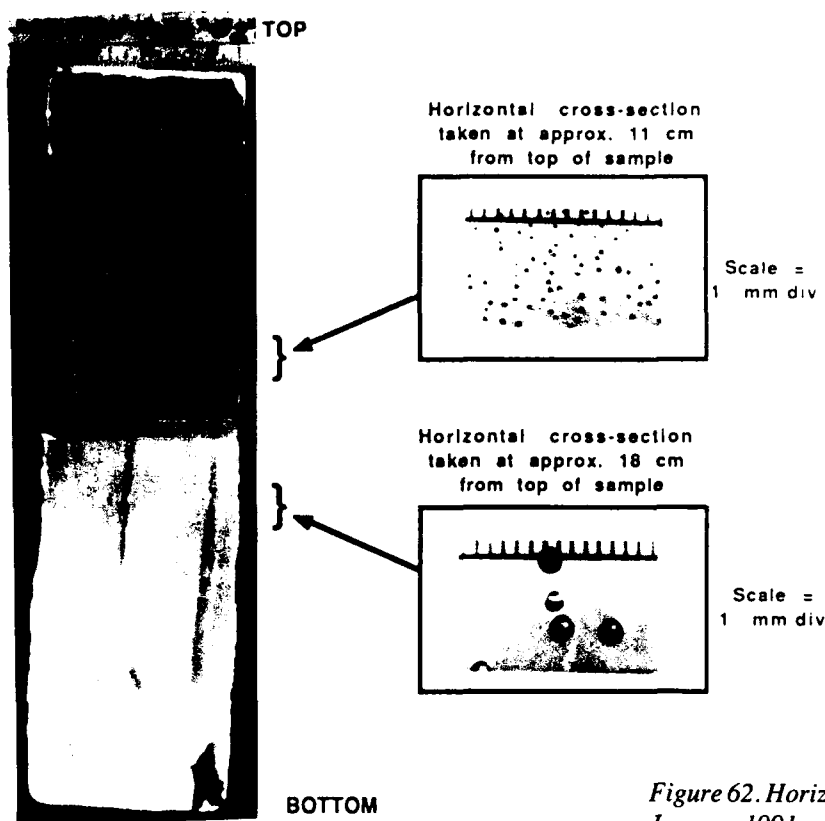 TOP
Horizontal cross-section
taken at approx. 11 cm
from top of sample
Scale =
1 mm div
Horizontal cross-section
taken at approx. 18 cm
from top of sample
Scale =
1 mm div
BOTTOM
Figure 62.